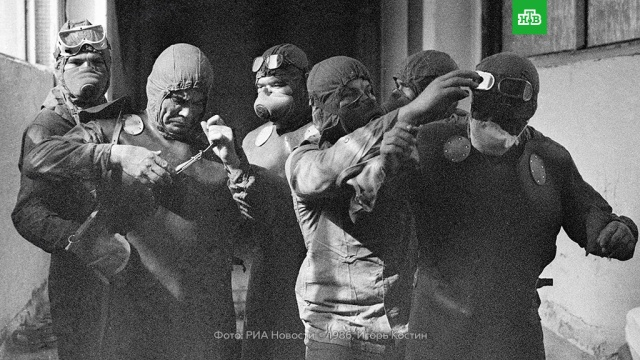 НТВ
Фото: РИА Новости - 1986, Игорь Костин